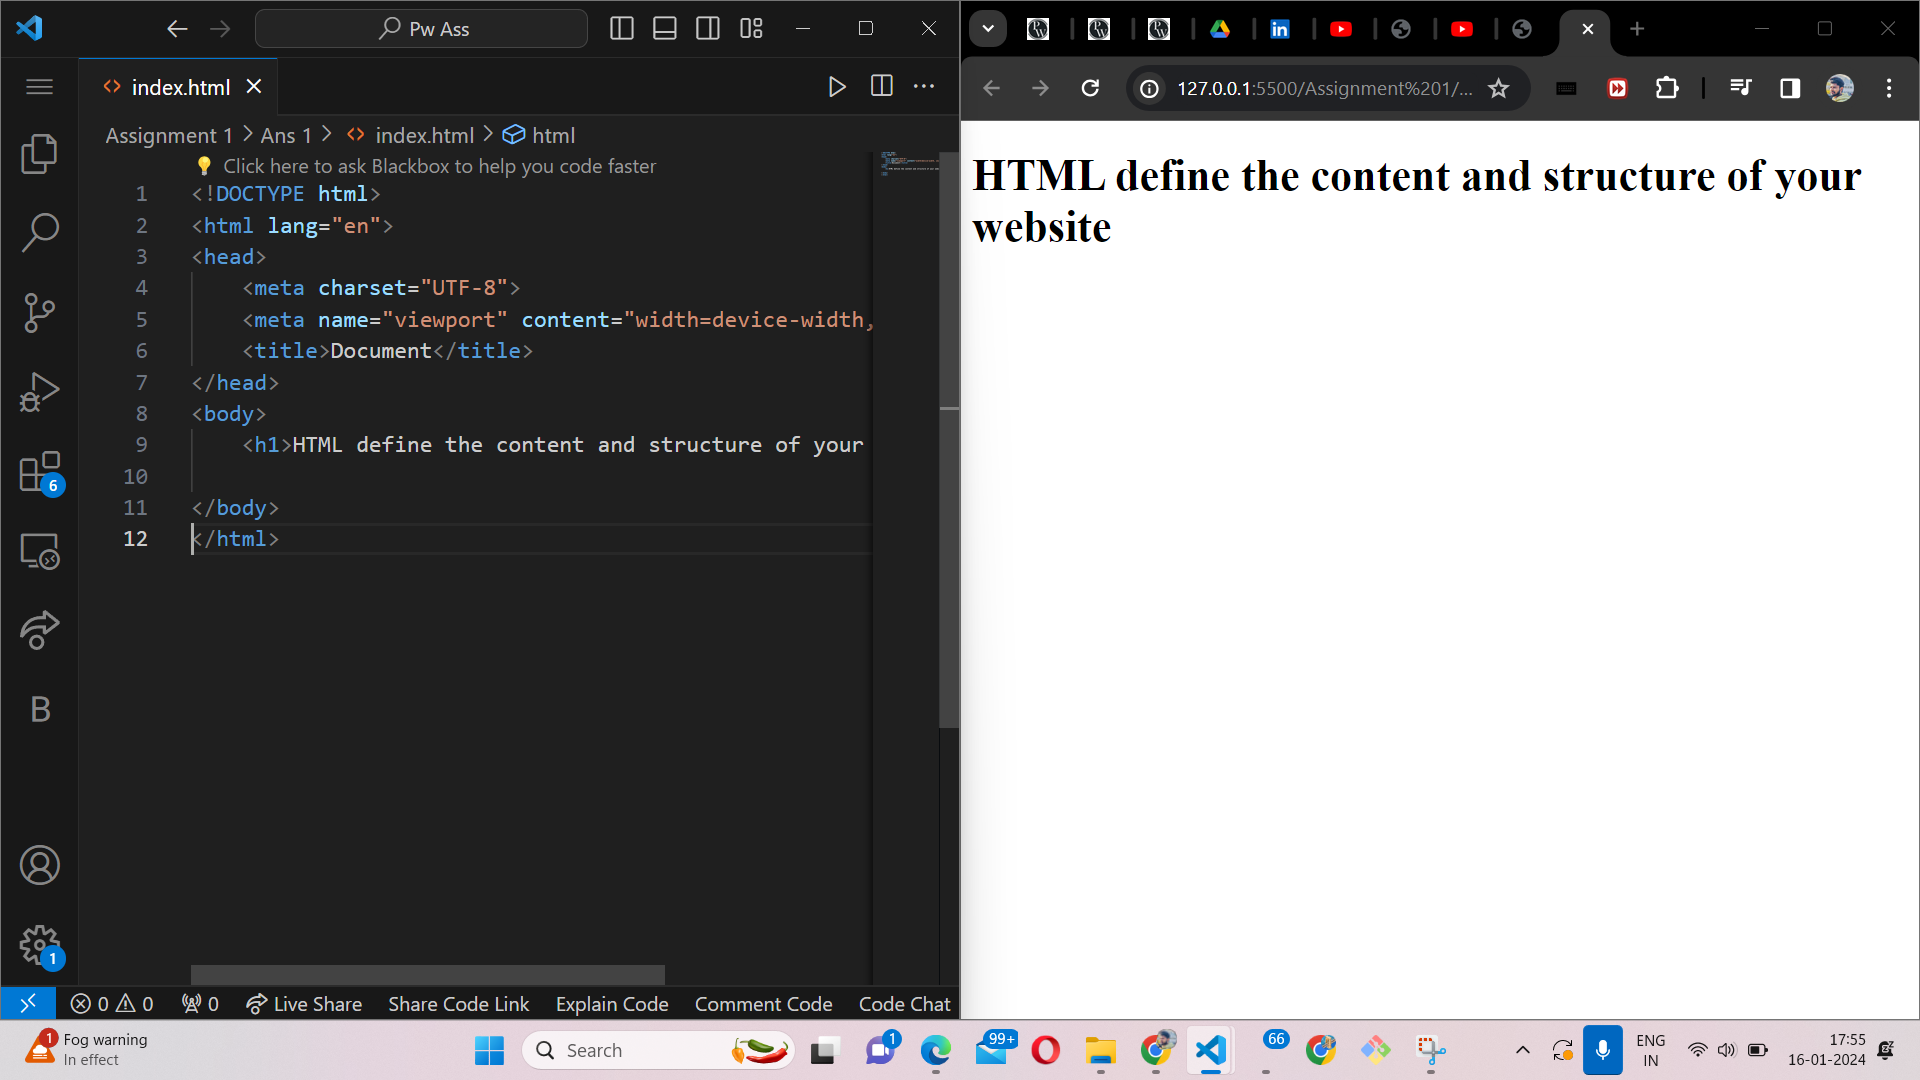 Pw Ass
index.html
Assignment 1 > Ans 1 > index.html > html
Click here to ask Blackbox to help you code faster
1 <!DOCTYPE html>
2 <html lang="en">
3 <head>
4 <meta charset="UTF-8">
5 <meta name="viewport" content="width=device-width,
6 <title>Document</title>
7 </head>
8 <body>
9 <h1>HTML define the content and structure of your
10
11 </body>
12 </html>
6
B
1
0 0 0 Live Share Share Code Link Explain Code Comment Code Code Chat
127.0.0.1:5500/Assignment%201/...
HTML define the content and structure of your
website
1 Fog warning
In effect
Search
1
99+
66
ENG
IN
17:55
16-01-2024